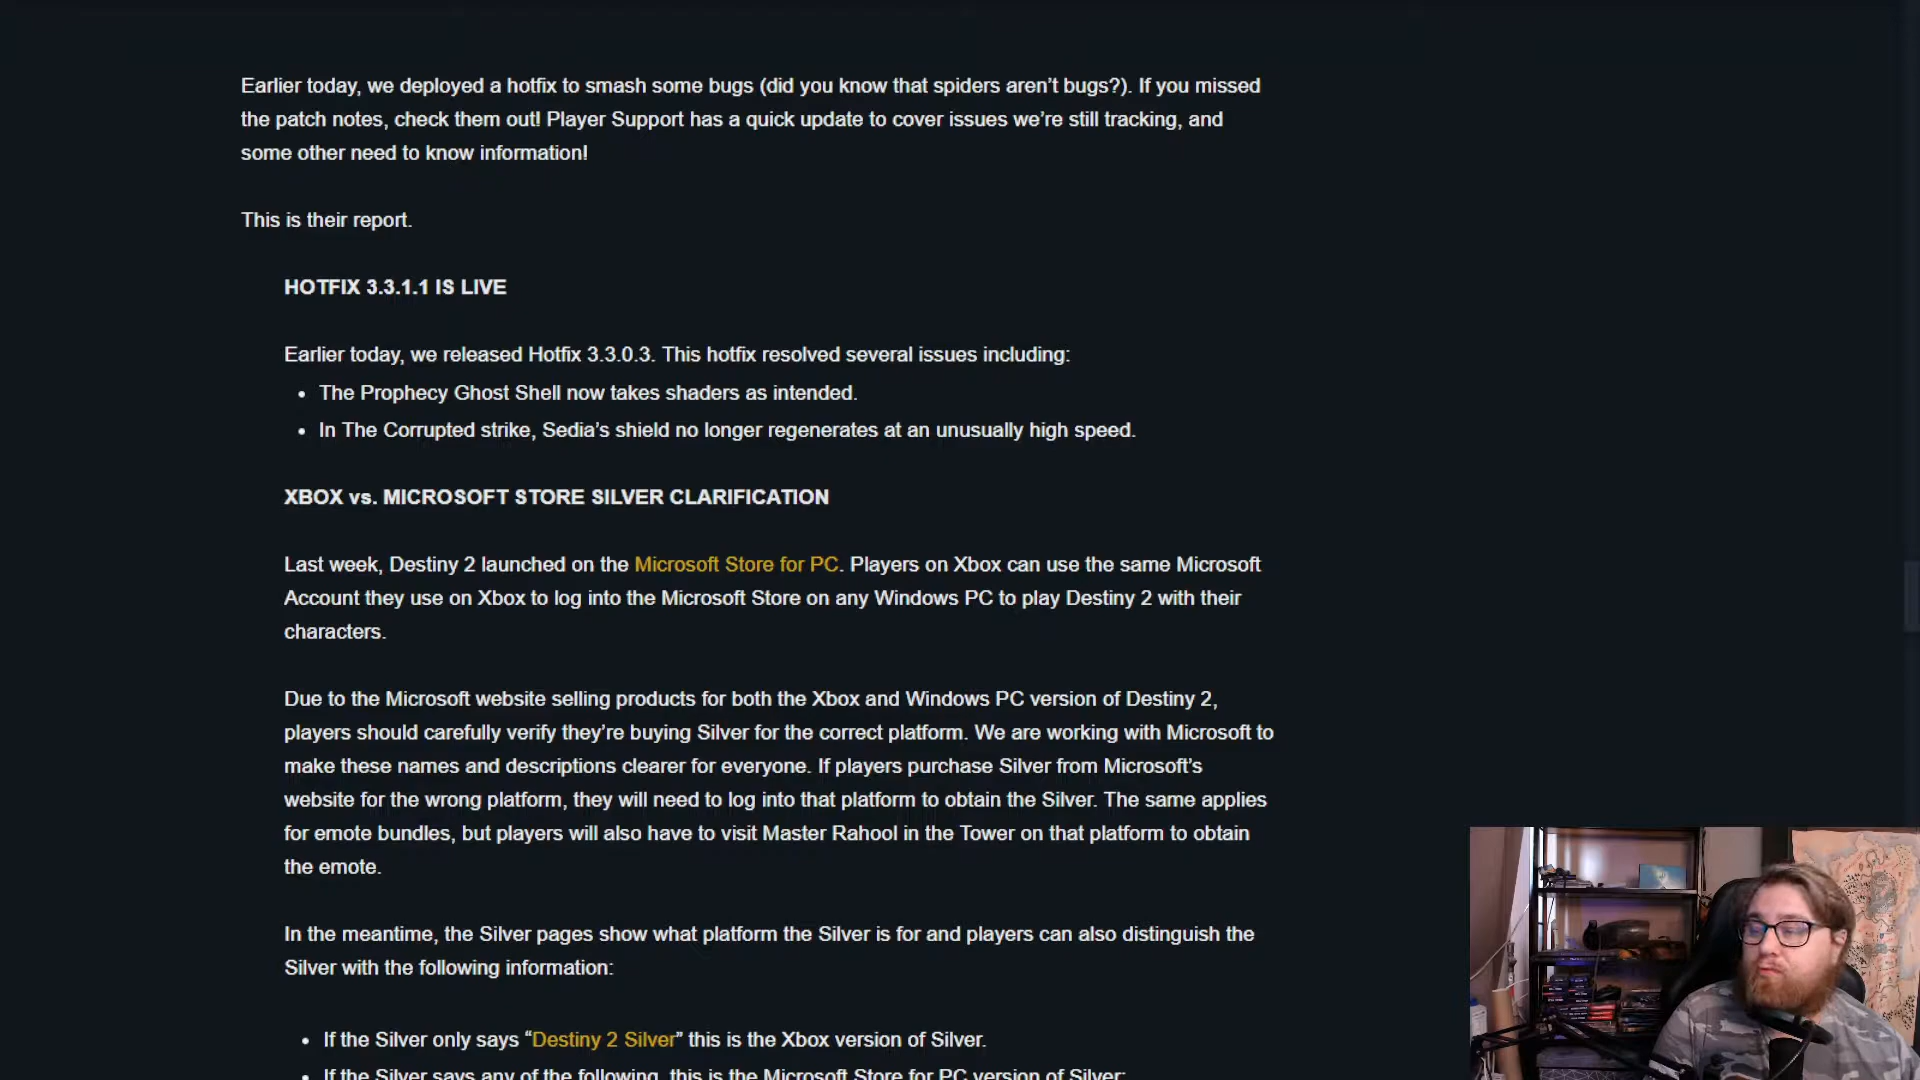 Earlier today, we deployed a hotfix to smash some bugs (did you know that spiders aren’t bugs?). If you missed
the patch notes, check them out! Player Support has a quick update to cover issues we’re still tracking, and
some other need to know information!
This is their report.
HOTFIX 3.3.1.1 IS LIVE
Earlier today, we released Hotfix 3.3.0.3. This hotfix resolved several issues including:
• The Prophecy Ghost Shell now takes shaders as intended.
• In The Corrupted strike, Sedia’s shield no longer regenerates at an unusually high speed.
XBOX vs. MICROSOFT STORE SILVER CLARIFICATION
Last week, Destiny 2 launched on the Microsoft Store for PC. Players on Xbox can use the same Microsoft
Account they use on Xbox to log into the Microsoft Store on any Windows PC to play Destiny 2 with their
characters.
Due to the Microsoft website selling products for both the Xbox and Windows PC version of Destiny 2,
players should carefully verify they’re buying Silver for the correct platform. We are working with Microsoft to
make these names and descriptions clearer for everyone. If players purchase Silver from Microsoft’s
website for the wrong platform, they will need to log into that platform to obtain the Silver. The same applies
for emote bundles, but players will also have to visit Master Rahool in the Tower on that platform to obtain
the emote.
In the meantime, the Silver pages show what platform the Silver is for and players can also distinguish the
Silver with the following information:
• If the Silver only says “Destiny 2 Silver” this is the Xbox version of Silver.
• If the Silver says any of the following, this is the Microsoft Store for PC version of Silver: